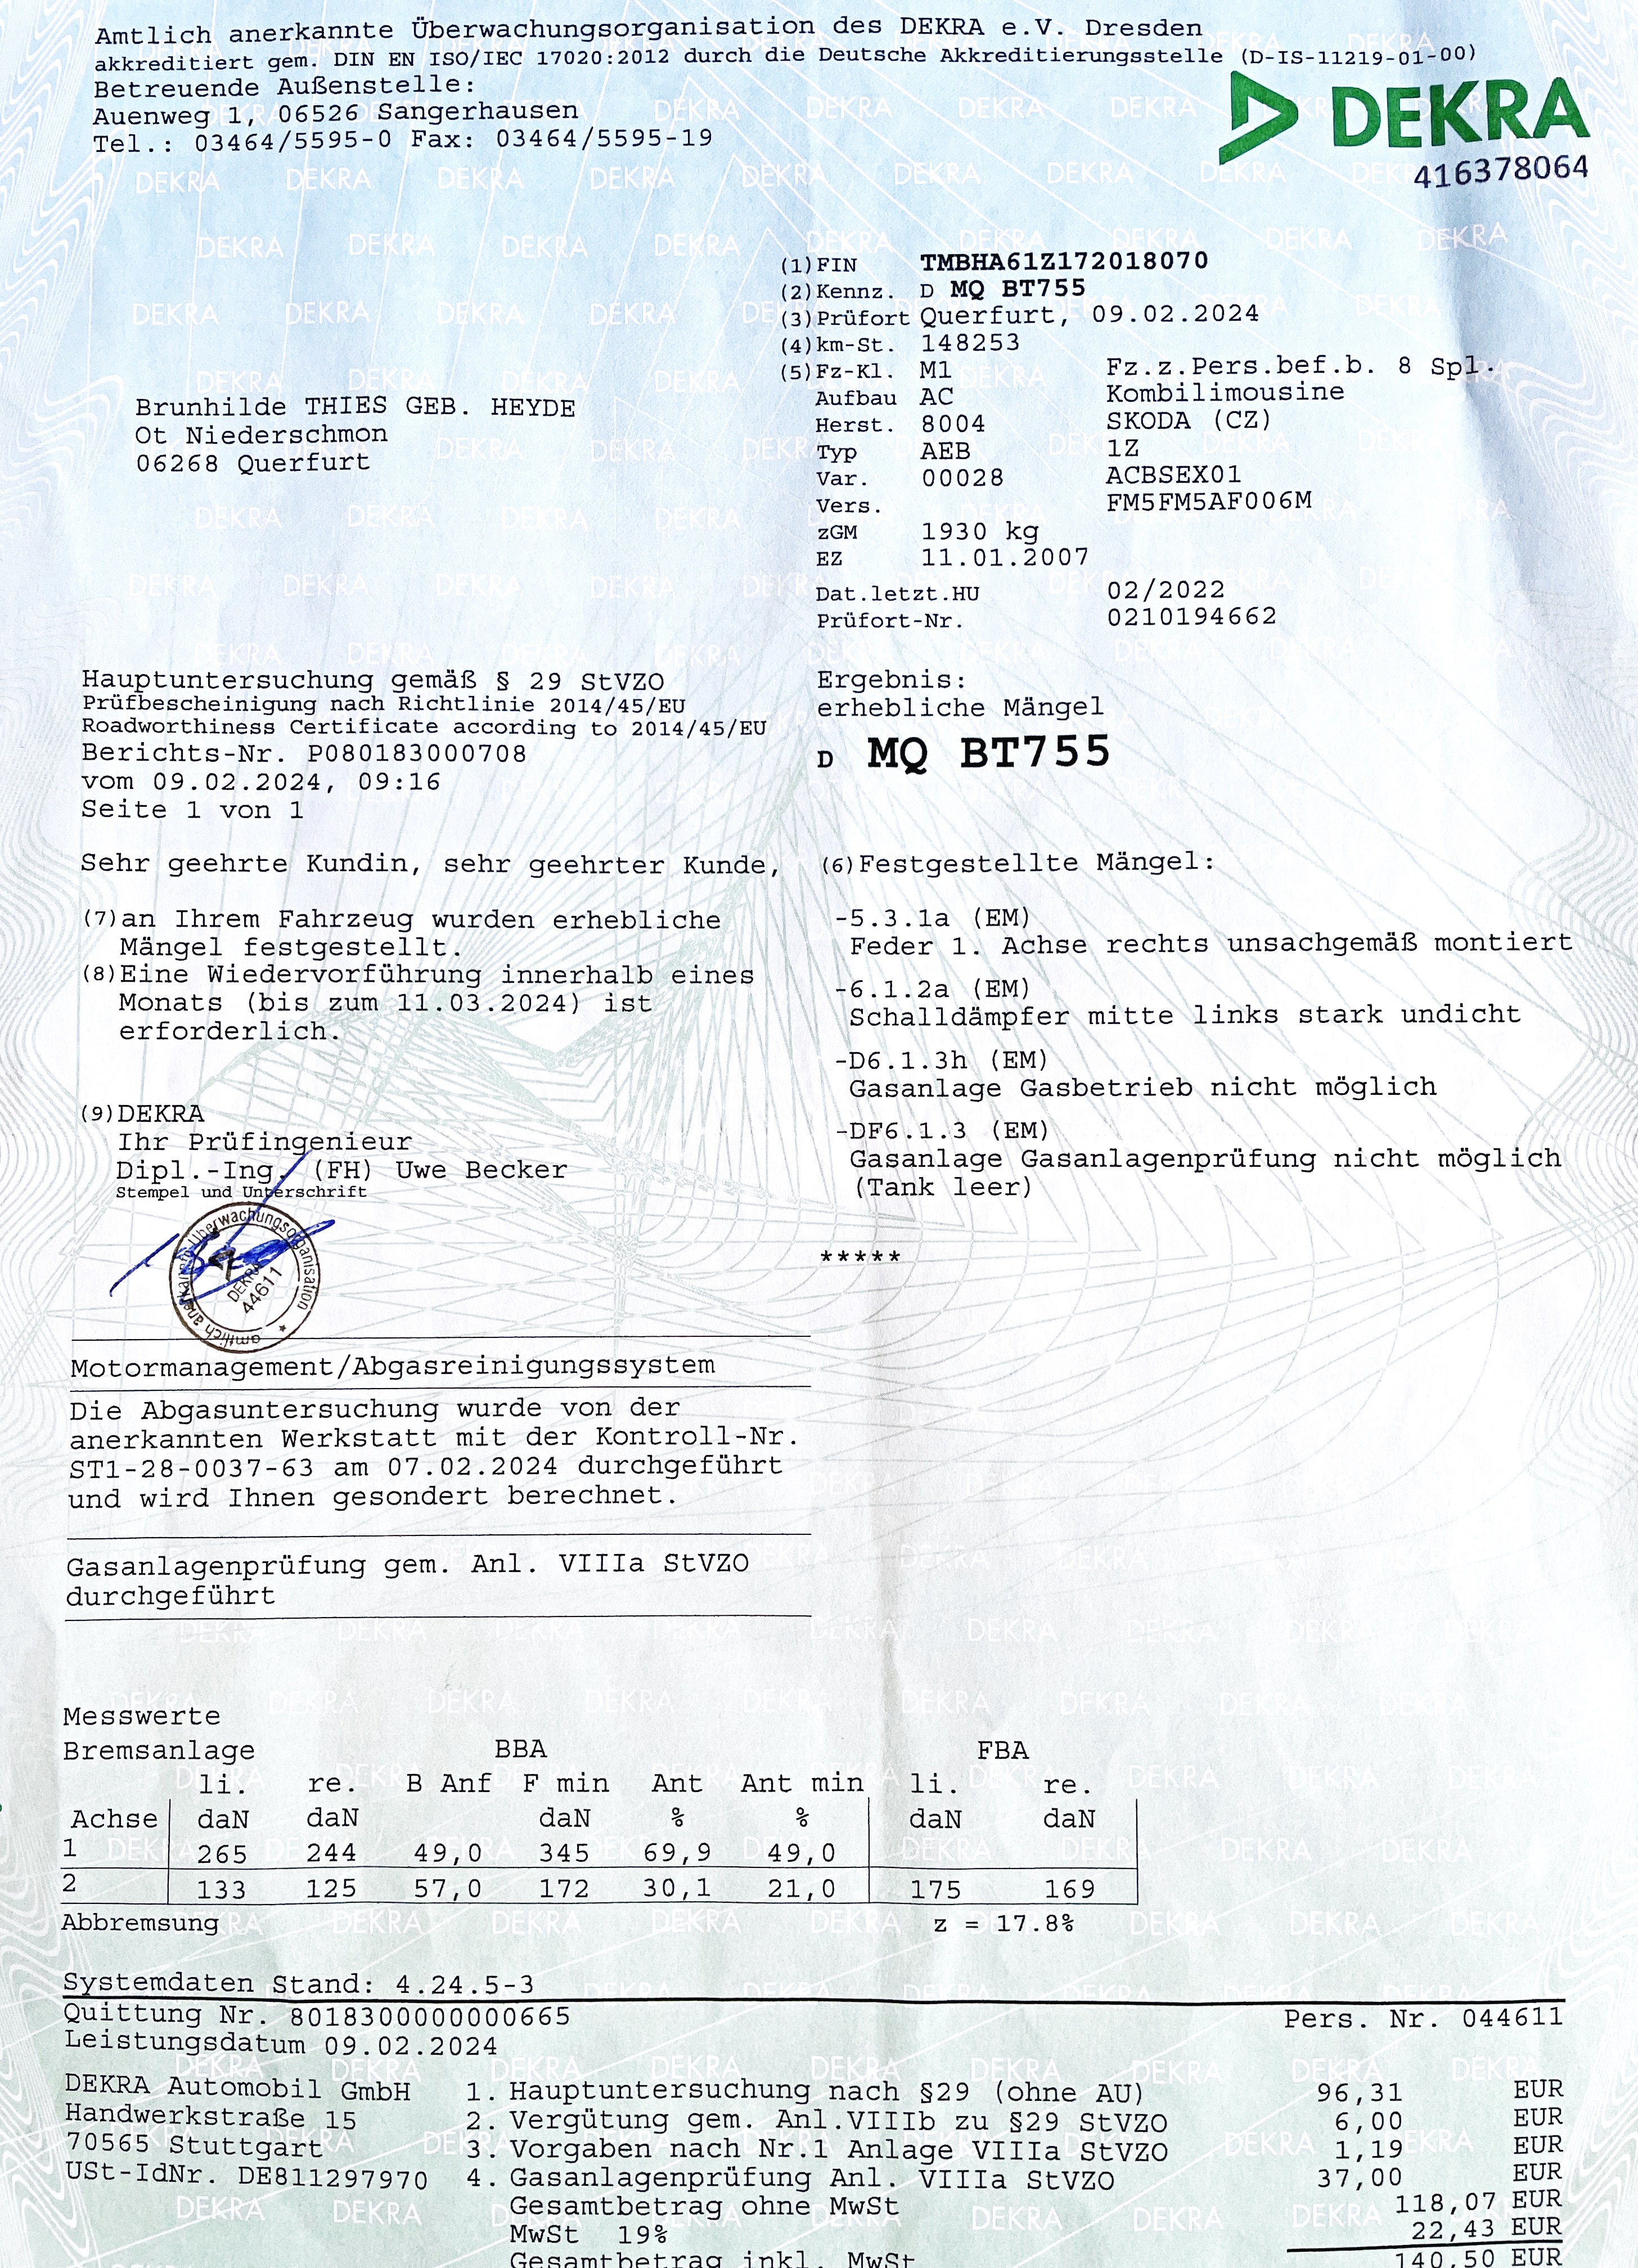 Amtlich anerkannte Überwachungsorganisation des DEKRA e.V. Dresden
akkreditiert gem. DIN EN ISO/IEC 17020:2012 durch die Deutsche Akkreditierungsstelle (D-IS-11219-01-00)
Betreuende Außenstelle:
Auenweg 1, 06526 Sangerhausen
Tel.: 03464/5595-0 Fax: 03464/5595-19
DEKRA
416378064
(1)FIN TMBHA61Z172018070
(2)Kennz. D MQ BT755
(3)Prüfort Querfurt, 09.02.2024
(4)km-St. 148253
(5)Fz-Kl. M1 Fz.z.Pers.bef.b. 8 Spl.
Aufbau AC Kombilimousine
Herst. 8004 SKODA (CZ)
Typ AEB 1Z
Var. 00028 ACBSEX01
Vers. FM5FM5AF006M
zGM 1930 kg
EZ 11.01.2007
Dat.letzt.HU 02/2022
Prüfort-Nr. 0210194662
Brunhilde THIES GEB. HEYDE
Ot Niederschmon
06268 Querfurt
Hauptuntersuchung gemäß § 29 StVZO
Prüfbescheinigung nach Richtlinie 2014/45/EU
Roadworthiness Certificate according to 2014/45/EU
Berichts-Nr. P080183000708
vom 09.02.2024, 09:16
Seite 1 von 1
Ergebnis:
erhebliche Mängel
D MQ BT755
Sehr geehrte Kundin, sehr geehrter Kunde,
(7)an Ihrem Fahrzeug wurden erhebliche
Mängel festgestellt.
(8)Eine Wiedervorführung innerhalb eines
Monats (bis zum 11.03.2024) ist
erforderlich.
(9)DEKRA
Ihr Prüfingenieur
Dipl.-Ing. (FH) Uwe Becker
Stempel und Unterschrift
amtlich anerkannte Überwachungsorganisation
DEKRA
44611
(6)Festgestellte Mängel:
-5.3.1a (EM)
Feder 1. Achse rechts unsachgemäß montiert
-6.1.2a (EM)
Schalldämpfer mitte links stark undicht
-D6.1.3h (EM)
Gasanlage Gasbetrieb nicht möglich
-DF6.1.3 (EM)
Gasanlage Gasanlagenprüfung nicht möglich
(Tank leer)
*****
Motormanagement/Abgasreinigungssystem
Die Abgasuntersuchung wurde von der
anerkannten Werkstatt mit der Kontroll-Nr.
ST1-28-0037-63 am 07.02.2024 durchgeführt
und wird Ihnen gesondert berechnet.
Gasanlagenprüfung gem. Anl. VIIIa StVZO
durchgeführt
Messwerte
Bremsanlage BBA FBA
li. re. B Anf F min Ant Ant min li. re.
Achse daN daN daN % % daN daN
1 265 244 49,0 345 69,9 49,0
2 133 125 57,0 172 30,1 21,0 175 169
Abbremsung z = 17.8%
Systemdaten Stand: 4.24.5-3
Quittung Nr. 8018300000000665 Pers. Nr. 044611
Leistungsdatum 09.02.2024
DEKRA Automobil GmbH
Handwerkstraße 15
70565 Stuttgart
USt-IdNr. DE811297970
1. Hauptuntersuchung nach §29 (ohne AU) 96,31 EUR
2. Vergütung gem. Anl.VIIIb zu §29 StVZO 6,00 EUR
3. Vorgaben nach Nr.1 Anlage VIIIa StVZO 1,19 EUR
4. Gasanlagenprüfung Anl. VIIIa StVZO 37,00 EUR
Gesamtbetrag ohne MwSt 118,07 EUR
MwSt 19% 22,43 EUR
Gesamtbetrag inkl. MwSt 140,50 EUR